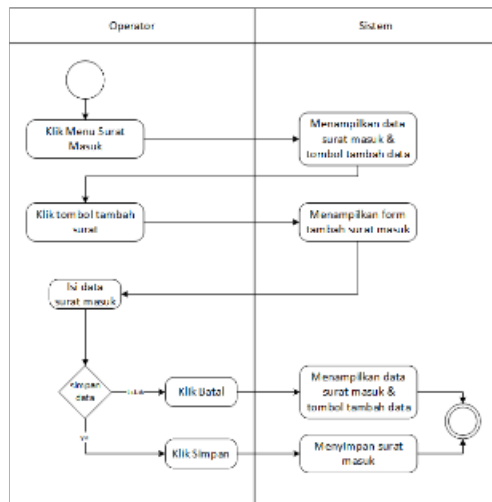 Operator
Sistem
Klik Menu Surat
Masuk
Menampilkan data
surat masuk &
tombol tambah data
Klik tombol tambah
surat
Menampilkan form
tambah surat masuk
Isi data
surat masuk
simpan
data
Klik Batal
Menampilkan data
surat masuk &
tombol tambah data
Klik Simpan
Menyimpan surat
masuk